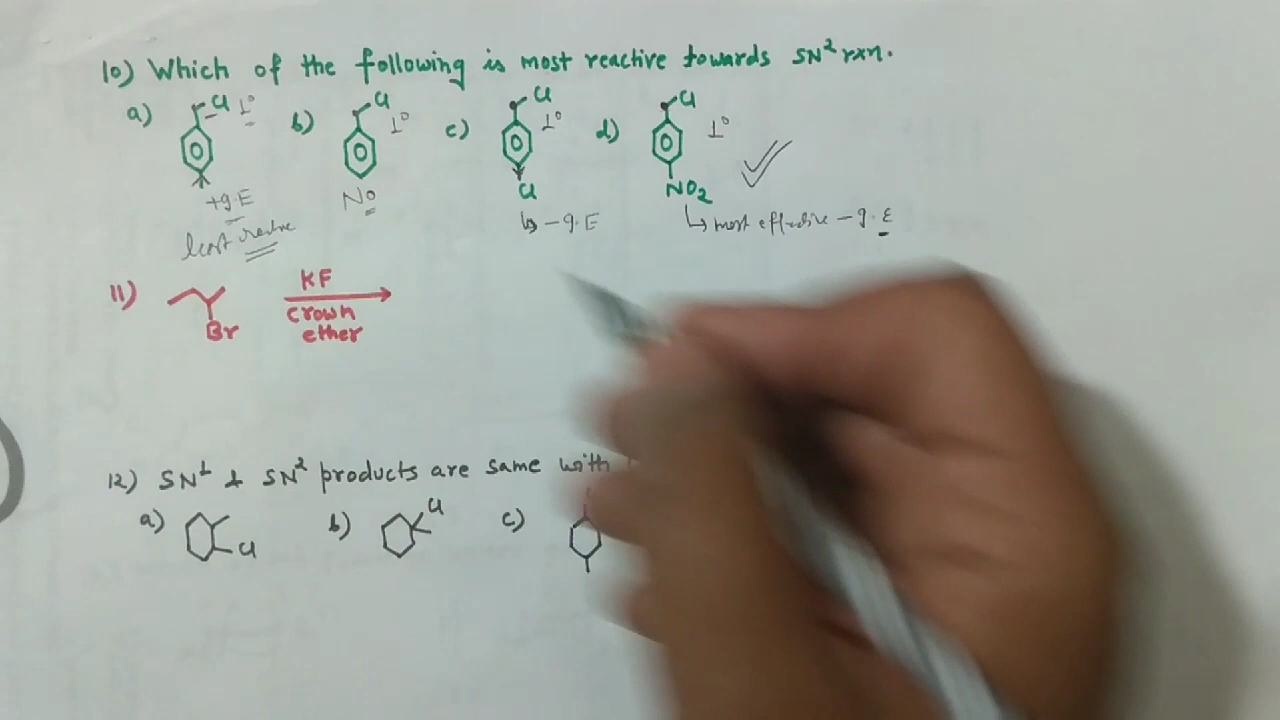 10) Which of the following is most reactive towards SN² rxn.
a) Cl 1° b) Cl 1° c) Cl 1° d) Cl 1°
Cl NO₂
+g.E No
least reactive
↳ -g.E ↳ most effective -g.E
11) Br KF
crown
ether
12) SN¹ & SN² products are same with
a) Cl b) Cl c)